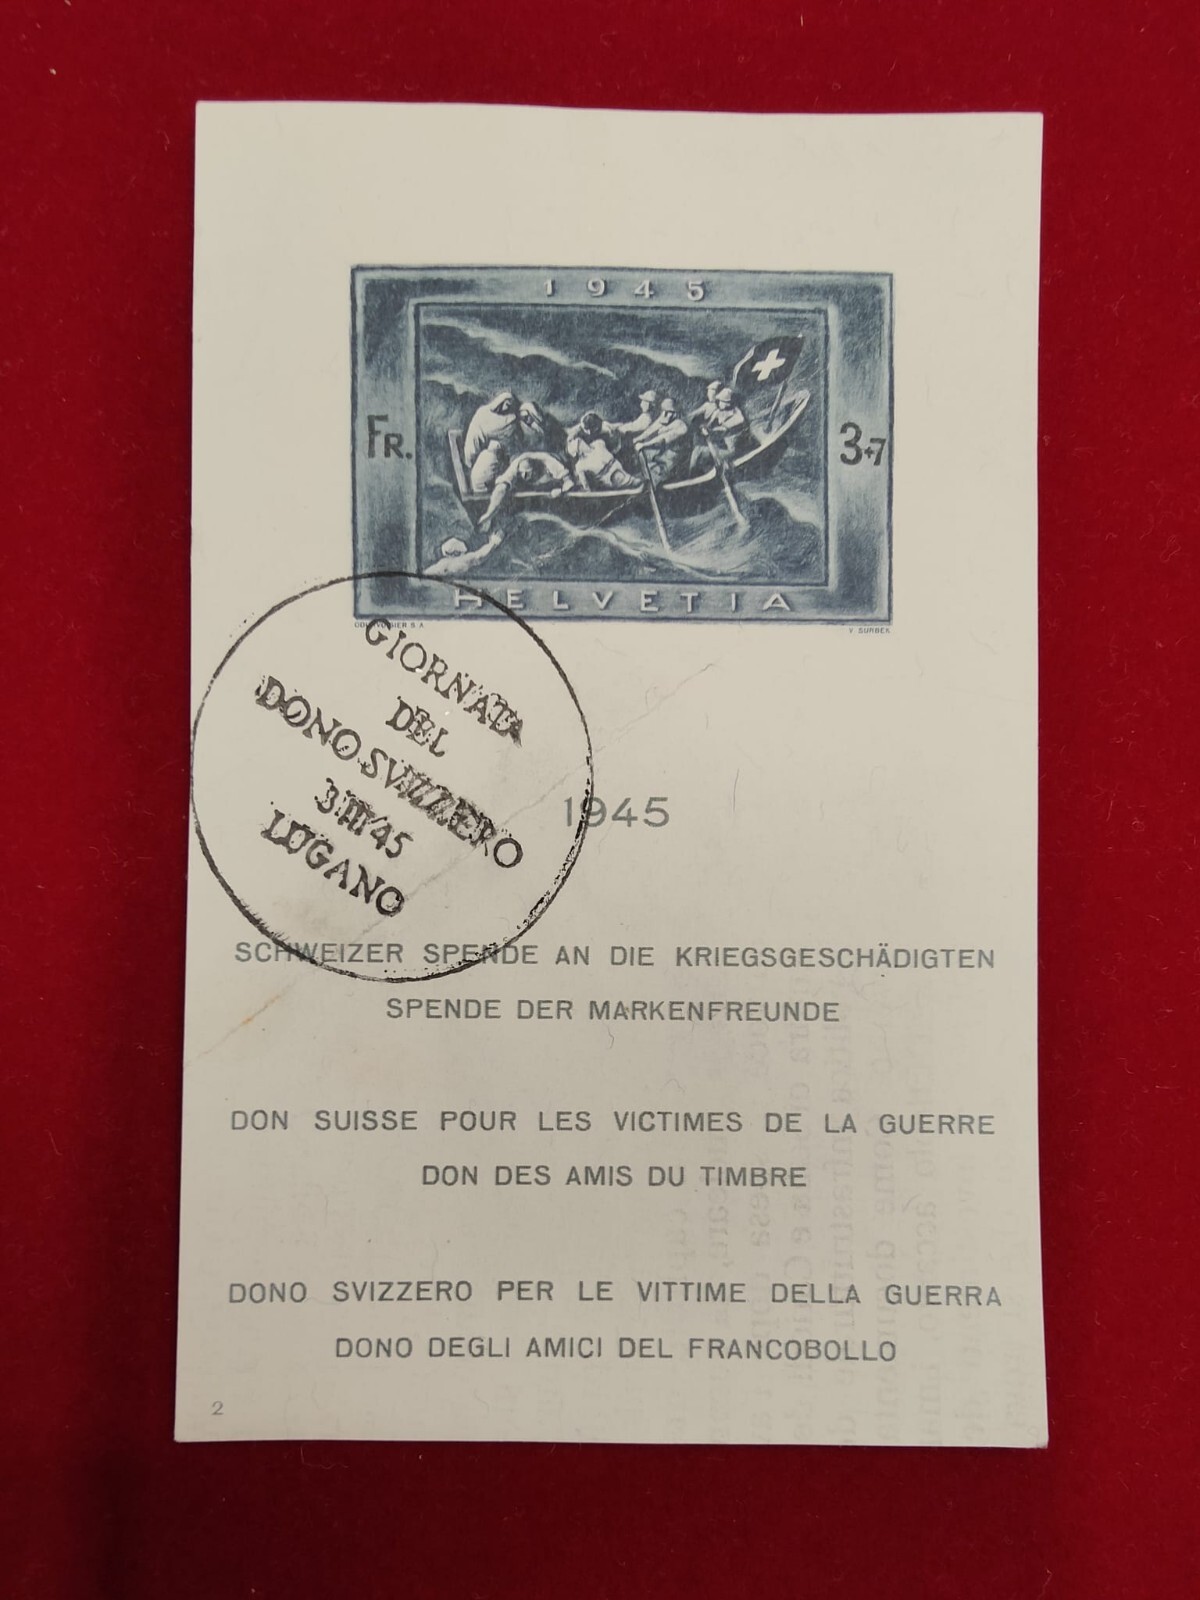 1945
FR.
3+7
HELVETIA
V. SURBEK
GIORNATA
DEL
DONO SVIZZERO
3.III.45
LUGANO
1945
SCHWEIZER SPENDE AN DIE KRIEGSGESCHÄDIGTEN
SPENDE DER MARKENFREUNDE
DON SUISSE POUR LES VICTIMES DE LA GUERRE
DON DES AMIS DU TIMBRE
DONO SVIZZERO PER LE VITTIME DELLA GUERRA
DONO DEGLI AMICI DEL FRANCOBOLLO
2